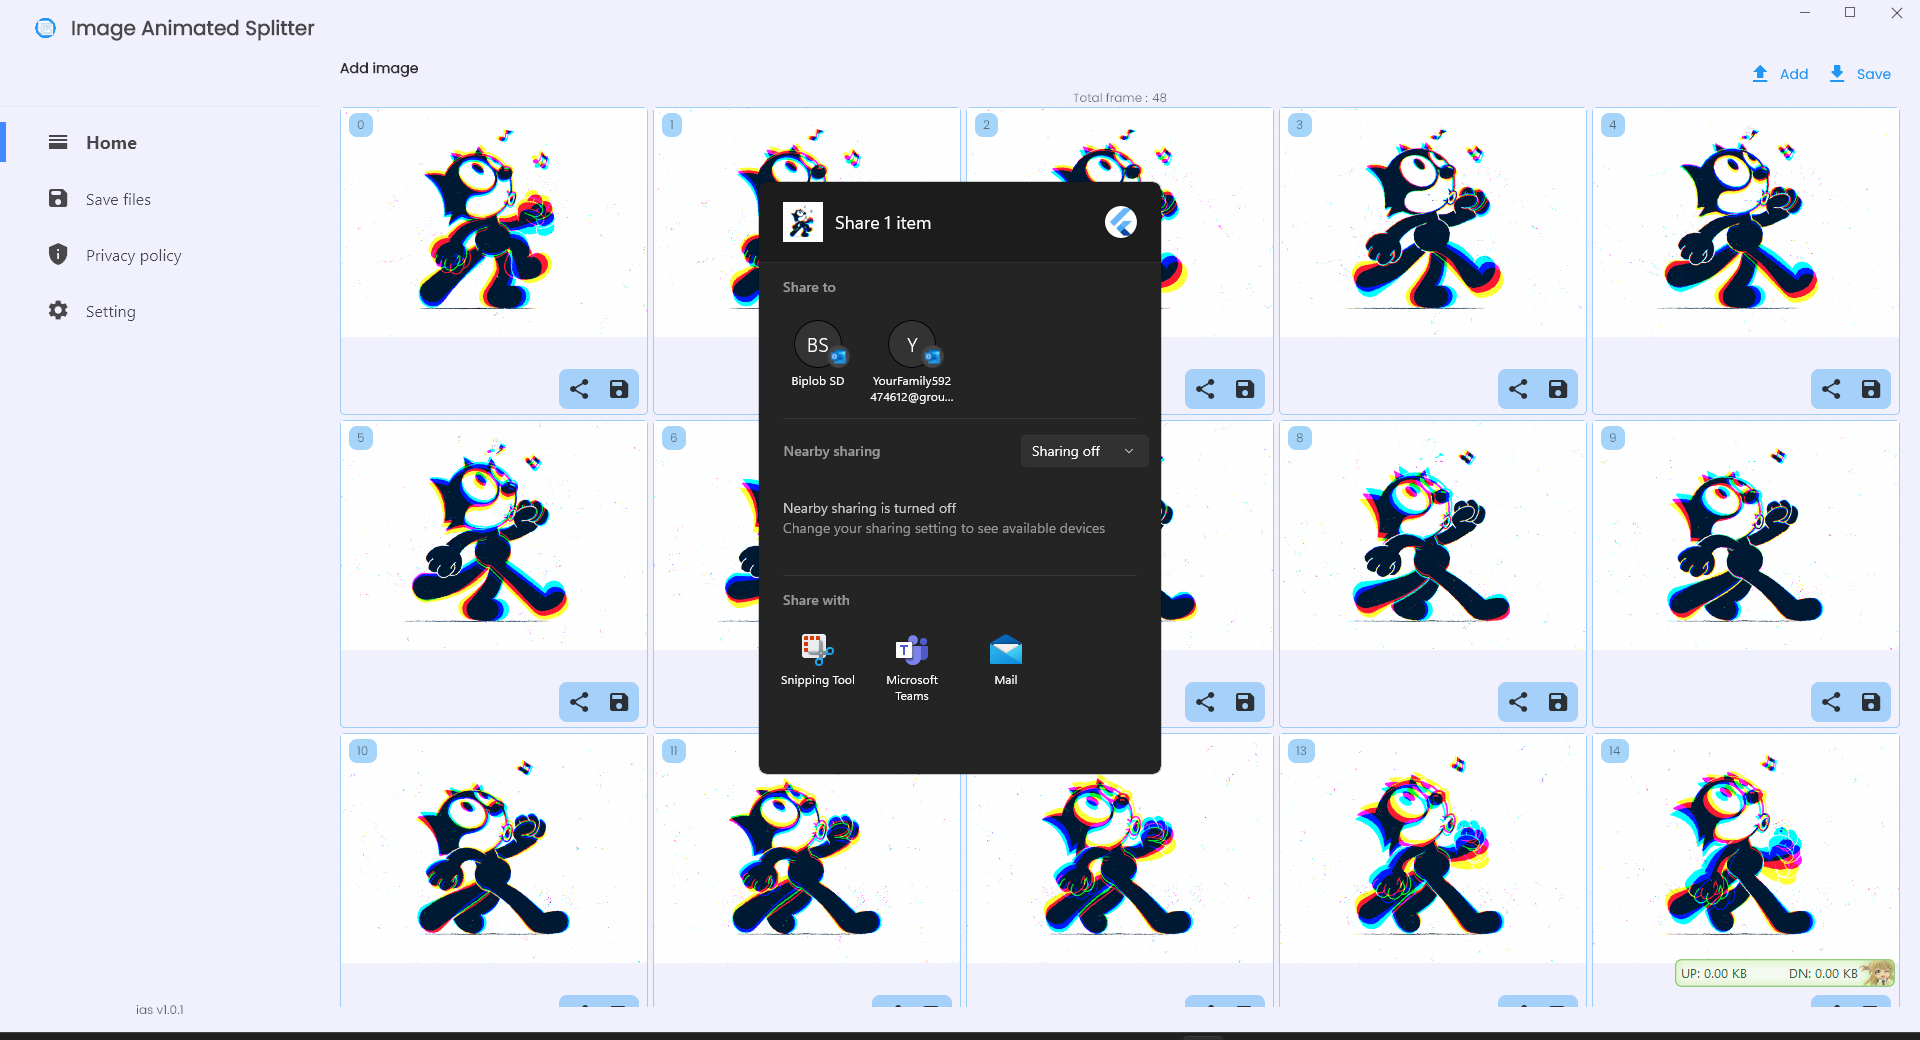 Image Animated Splitter
Add image
Add
Save
Total frame : 48
Home
Save files
Privacy policy
Setting
0
1
2
3
4
Share 1 item
Share to
BS
Y
Biplob SD
YourFamily592
474612@grou...
Nearby sharing
Sharing off
Nearby sharing is turned off
Change your sharing setting to see available devices
Share with
Snipping Tool
Microsoft
Teams
Mail
5
6
8
9
10
11
13
14
UP: 0.00 KB
DN: 0.00 KB
ias v1.0.1